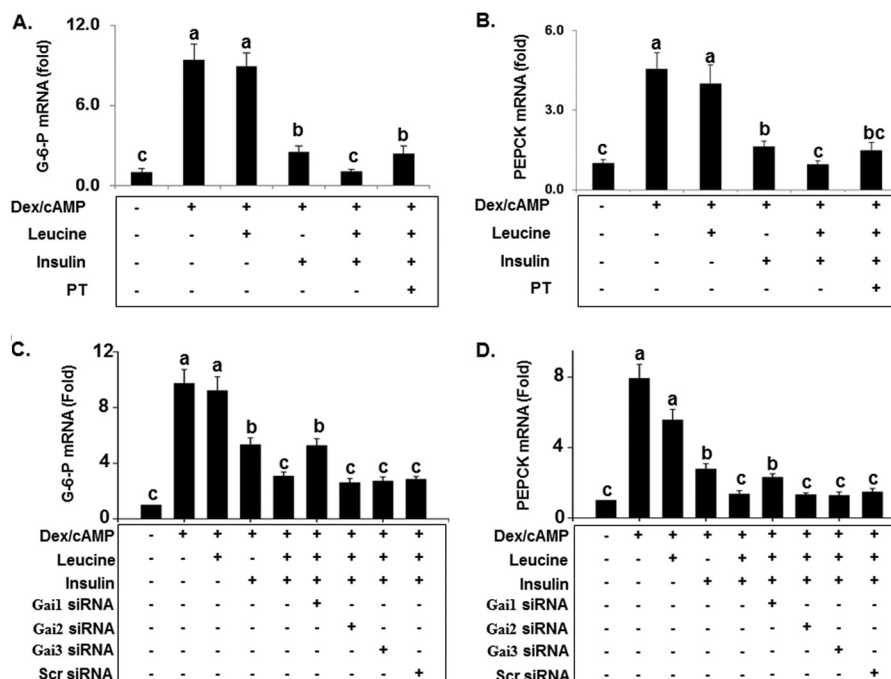 A.
G-6-P mRNA (fold)
12.0
6.0
0.0
c a a b c b
Dex/cAMP - + + + + +
Leucine - - + - + +
Insulin - - - + + +
PT - - - - - +
B.
PEPCK mRNA (fold)
6.0
3.0
0.0
c a a b c bc
Dex/cAMP - + + + + +
Leucine - - + - + +
Insulin - - - + + +
PT - - - - - +
C.
G-6-P mRNA (Fold)
12
8
4
0
c a a b c b c c c
Dex/cAMP - + + + + + + + +
Leucine - - + - + + + + +
Insulin - - - + + + + + +
Gai1 siRNA - - - - - + - - -
Gai2 siRNA - - - - - - + - -
Gai3 siRNA - - - - - - - + -
Scr siRNA - - - - - - - - +
D.
PEPCK mRNA (Fold)
8
4
0
c a a b c b c c c
Dex/cAMP - + + + + + + + +
Leucine - - + - + + + + +
Insulin - - - + + + + + +
Gai1 siRNA - - - - - + - - -
Gai2 siRNA - - - - - - + - -
Gai3 siRNA - - - - - - - + -
Scr siRNA - - - - - - - - +